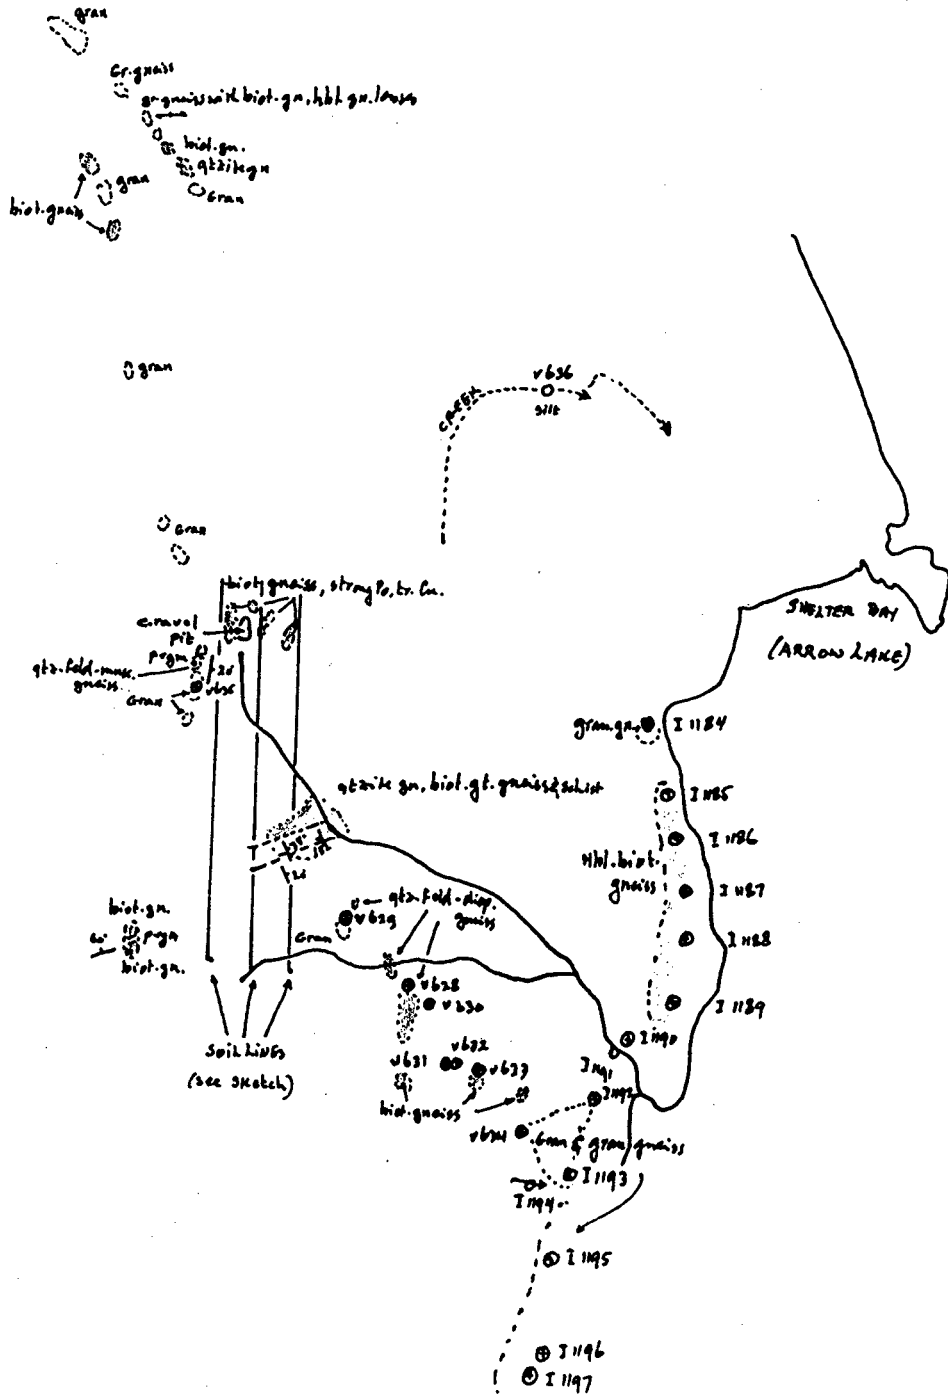 gran
Gr. gneiss
gr. gneiss with biot. gn, hbl. gn. lenses
biot. gn.
qtzite gn
gran
Gran
biot. gneiss
gran
v636
silt
CREEK
Gran
biot. gneiss, strong Po, tr. Cu.
Gravel
pit
SHELTER BAY
(ARROW LAKE)
pegm
qtz-feld-musc.
gneiss
v635
Gran
gran. gn.
I 1184
qtzite gn, biot. gt. gneiss & schist
I 1185
I 1186
Hbl. biot.
gneiss
I 1187
biot. gn.
pegm
60°
biot. gn.
v629
qtz-feld-diop.
gneiss
Gran
I 1188
v628
v630
I 1189
SOIL LINES
(see sketch)
v631
v632
v633
I 1190
I 1191
I 1192
biot. gneiss
v634
Gran & gran. gneiss
I 1193
I 1194
I 1195
I 1196
I 1197